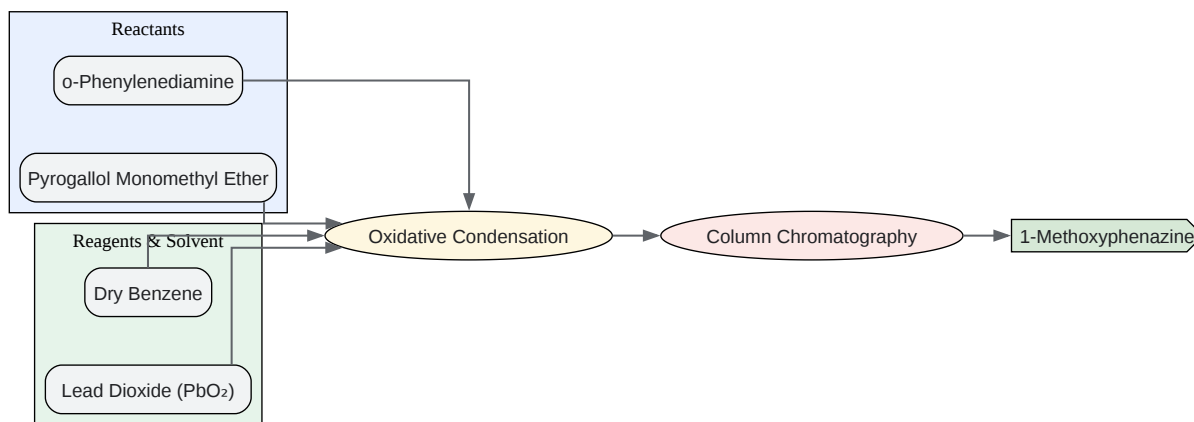 Reactants
o-Phenylenediamine
Pyrogallol Monomethyl Ether
Reagents & Solvent
Dry Benzene
Lead Dioxide (PbO₂)
Oxidative Condensation
Column Chromatography
1-Methoxyphenazine